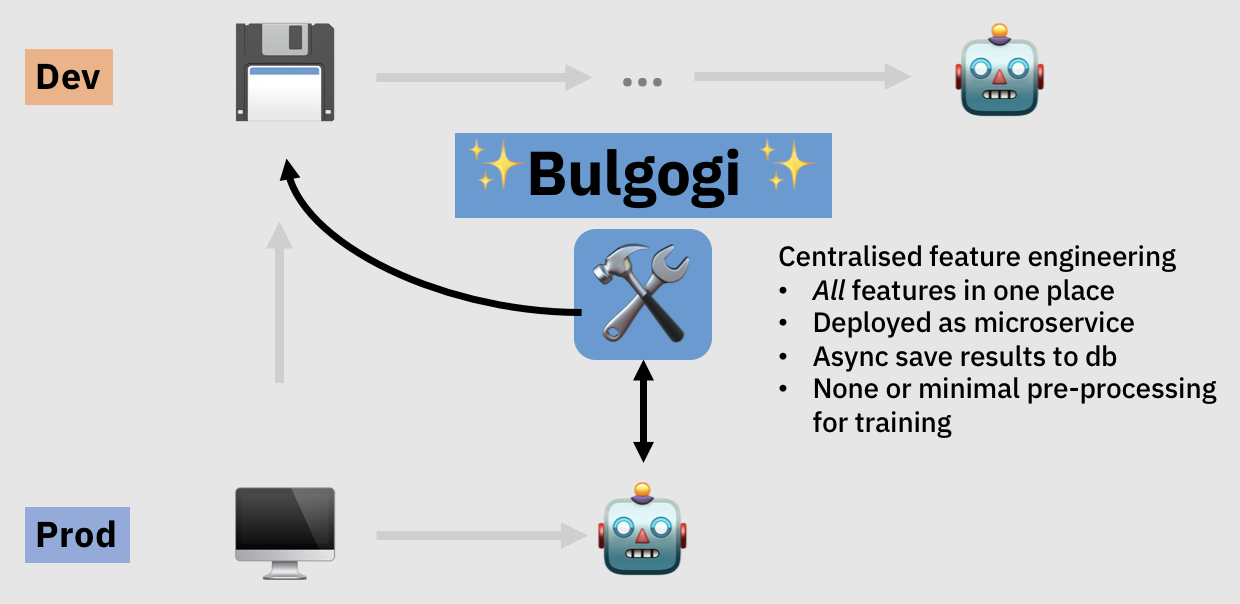 Dev
...
Bulgogi
Centralised feature engineering
• All features in one place
• Deployed as microservice
• Async save results to db
• None or minimal pre-processing
for training
Prod